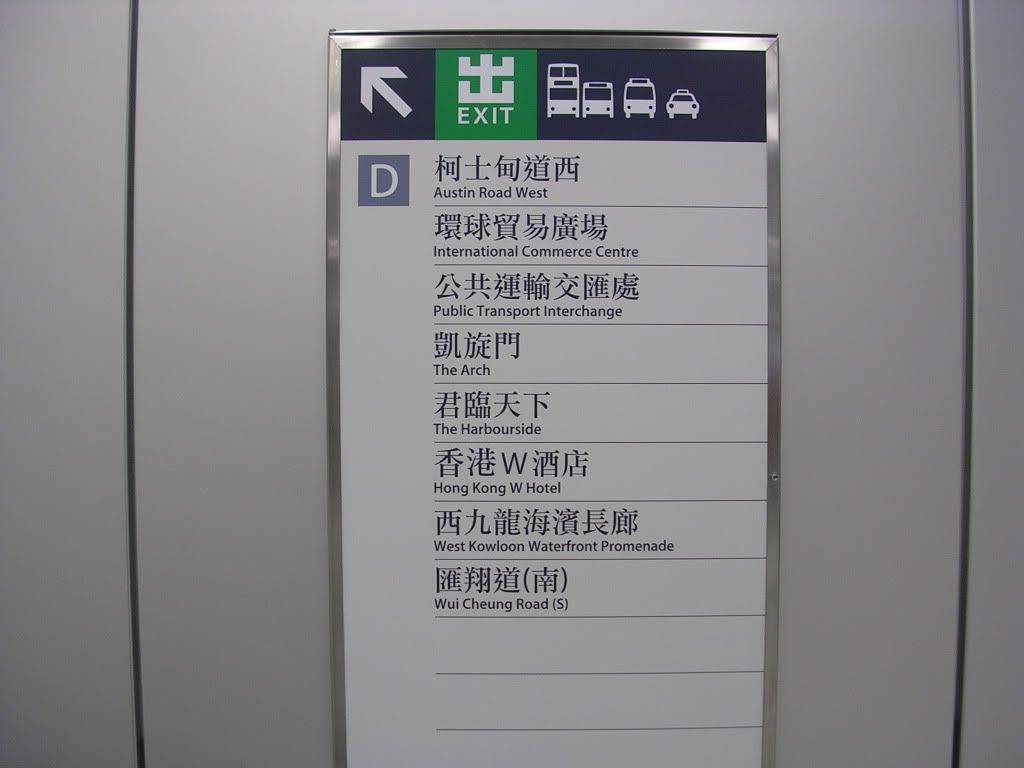 出
EXIT
D
柯士甸道西
Austin Road West
環球貿易廣場
International Commerce Centre
公共運輸交匯處
Public Transport Interchange
凱旋門
The Arch
君臨天下
The Harbourside
香港W酒店
Hong Kong W Hotel
西九龍海濱長廊
West Kowloon Waterfront Promenade
匯翔道(南)
Wui Cheung Road (S)